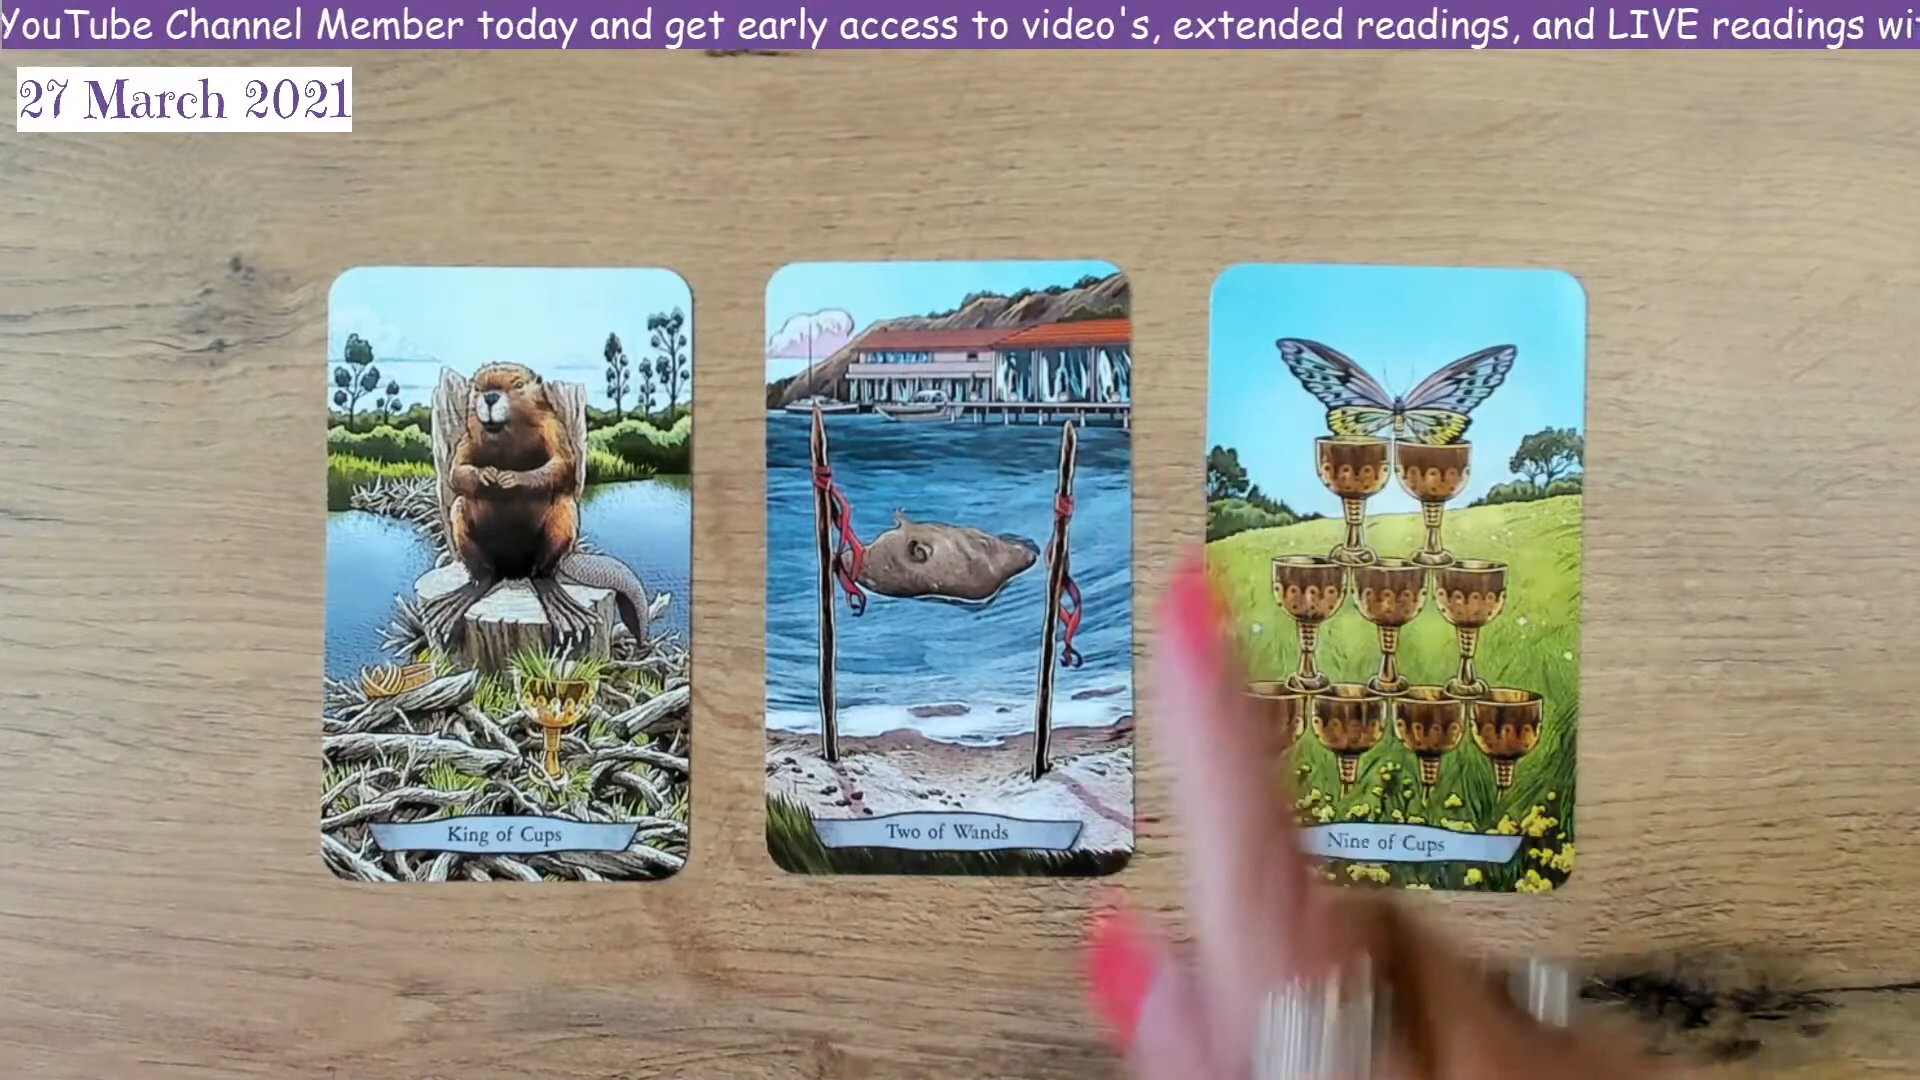 YouTube Channel Member today and get early access to video's, extended readings, and LIVE readings
27 March 2021
King of Cups
Two of Wands
Nine of Cups